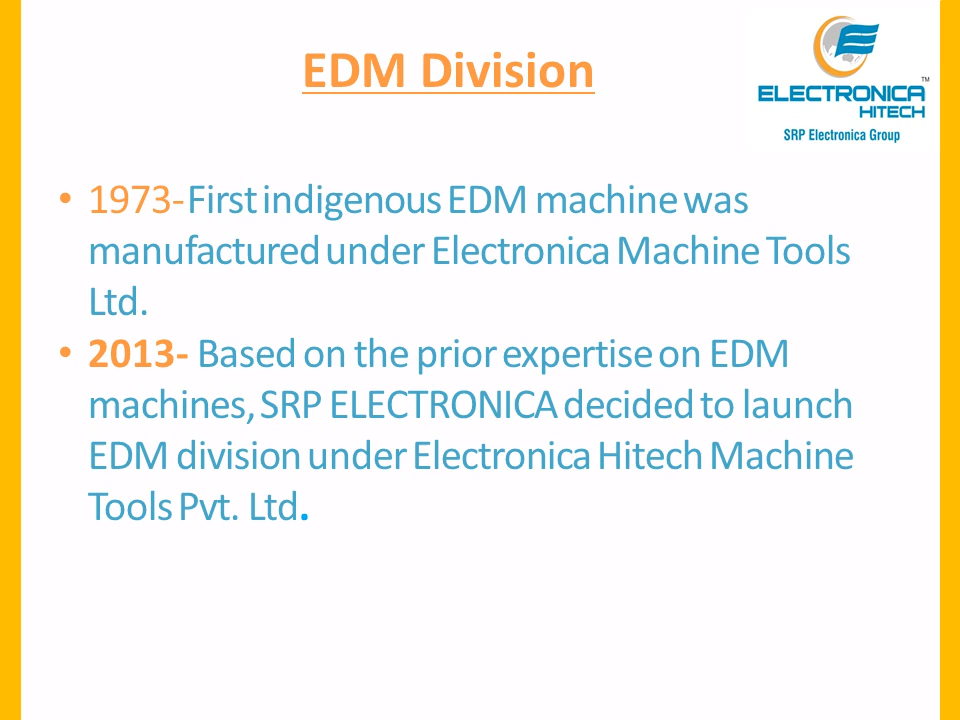 EDM Division
ELECTRONICA
TM
HITECH
SRP Electronica Group
• 1973-First indigenous EDM machine was
manufactured under Electronica Machine Tools
Ltd.
• 2013- Based on the prior expertise on EDM
machines, SRP ELECTRONICA decided to launch
EDM division under Electronica Hitech Machine
Tools Pvt. Ltd.